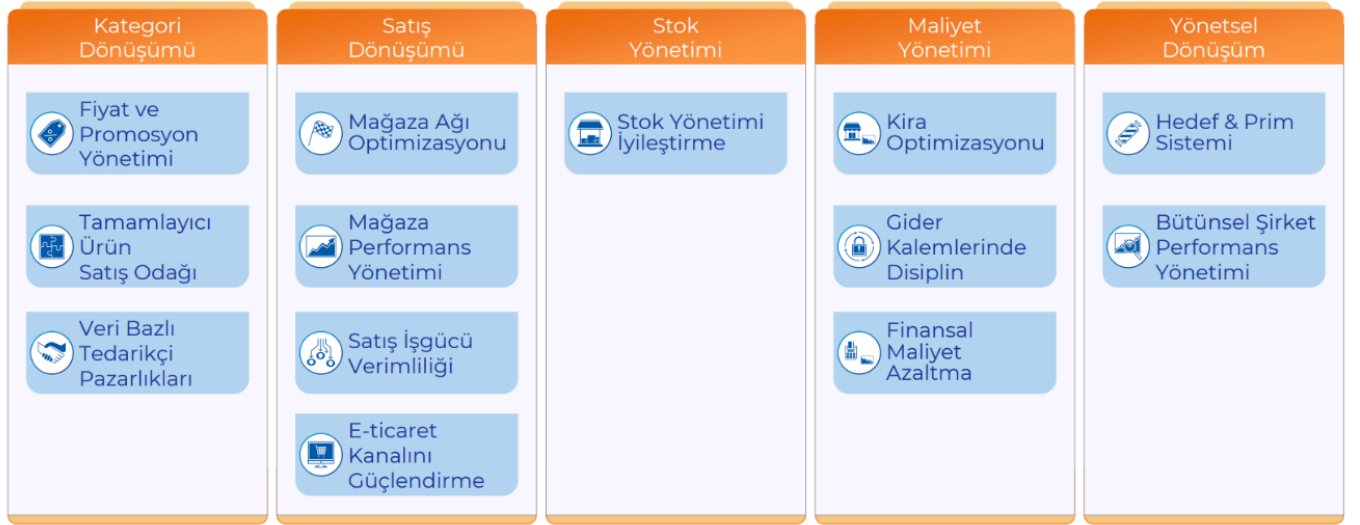 Kategori
Dönüşümü
Fiyat ve
Promosyon
Yönetimi
Tamamlayıcı
Ürün
Satış Odağı
Veri Bazlı
Tedarikçi
Pazarlıkları
Satış
Dönüşümü
Mağaza Ağı
Optimizasyonu
Mağaza
Performans
Yönetimi
Satış İşgücü
Verimliliği
E-ticaret
Kanalını
Güçlendirme
Stok
Yönetimi
Stok Yönetimi
İyileştirme
Maliyet
Yönetimi
Kira
Optimizasyonu
Gider
Kalemlerinde
Disiplin
Finansal
Maliyet
Azaltma
Yönetsel
Dönüşüm
Hedef & Prim
Sistemi
Bütünsel Şirket
Performans
Yönetimi